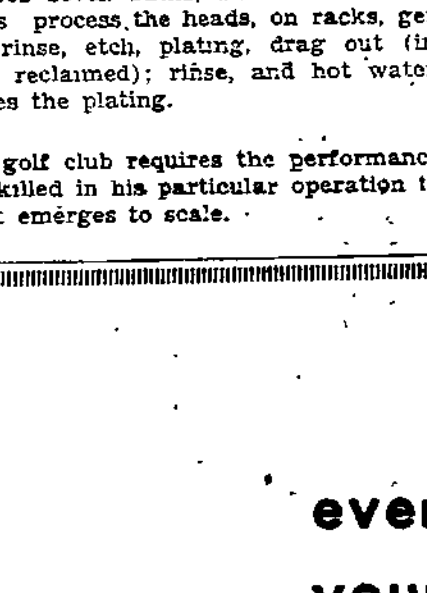 process the heads, on racks, ge
rinse, etch, plating, drag out (i
reclaimed); rinse, and hot water
es the plating.
golf club requires the performanc
killed in his particular operation t
emerges to scale.
ever